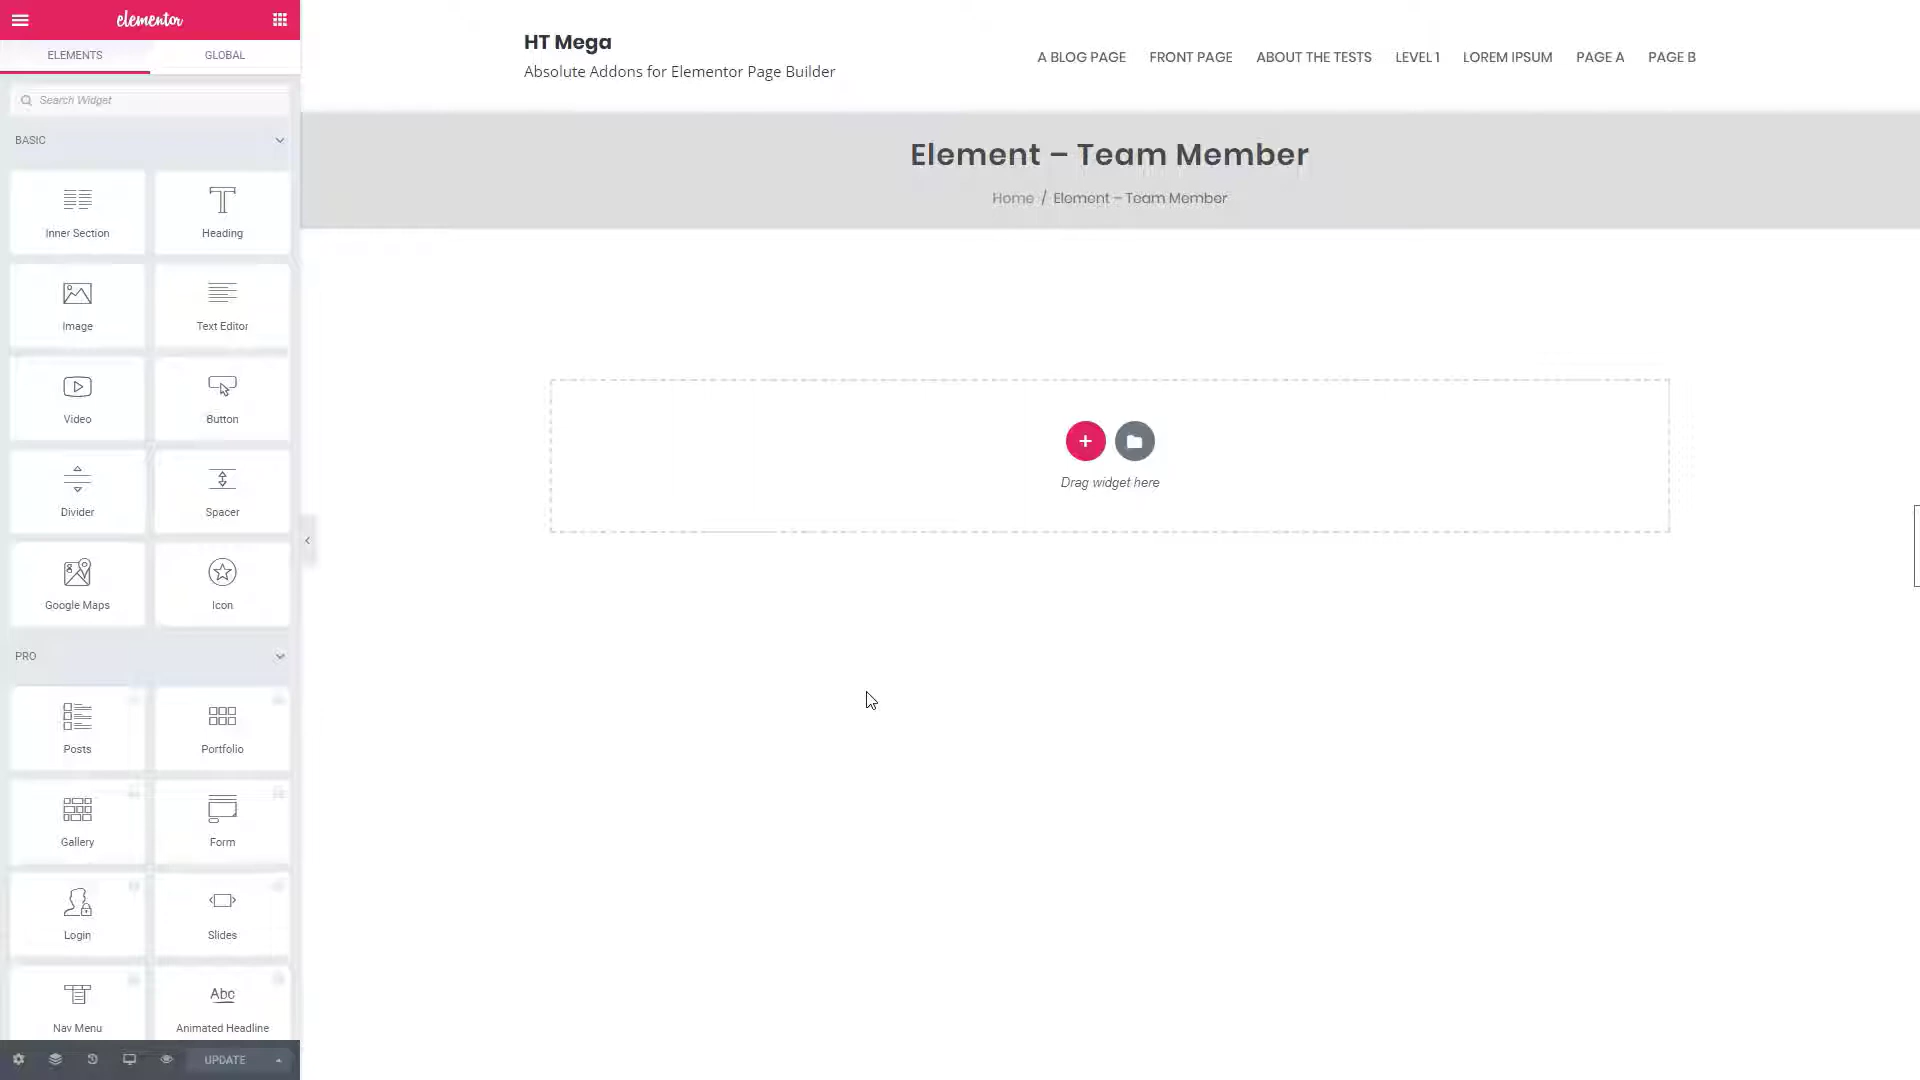 elementor
ELEMENTS
GLOBAL
Search Widget
BASIC
Inner Section
Heading
Image
Text Editor
Video
Button
Divider
Spacer
Google Maps
Icon
PRO
Posts
Portfolio
Gallery
Form
Login
Slides
Abc
Nav Menu
Animated Headline
UPDATE
HT Mega
Absolute Addons for Elementor Page Builder
A BLOG PAGE
FRONT PAGE
ABOUT THE TESTS
LEVEL 1
LOREM IPSUM
PAGE A
PAGE B
Element – Team Member
Home / Element – Team Member
Drag widget here